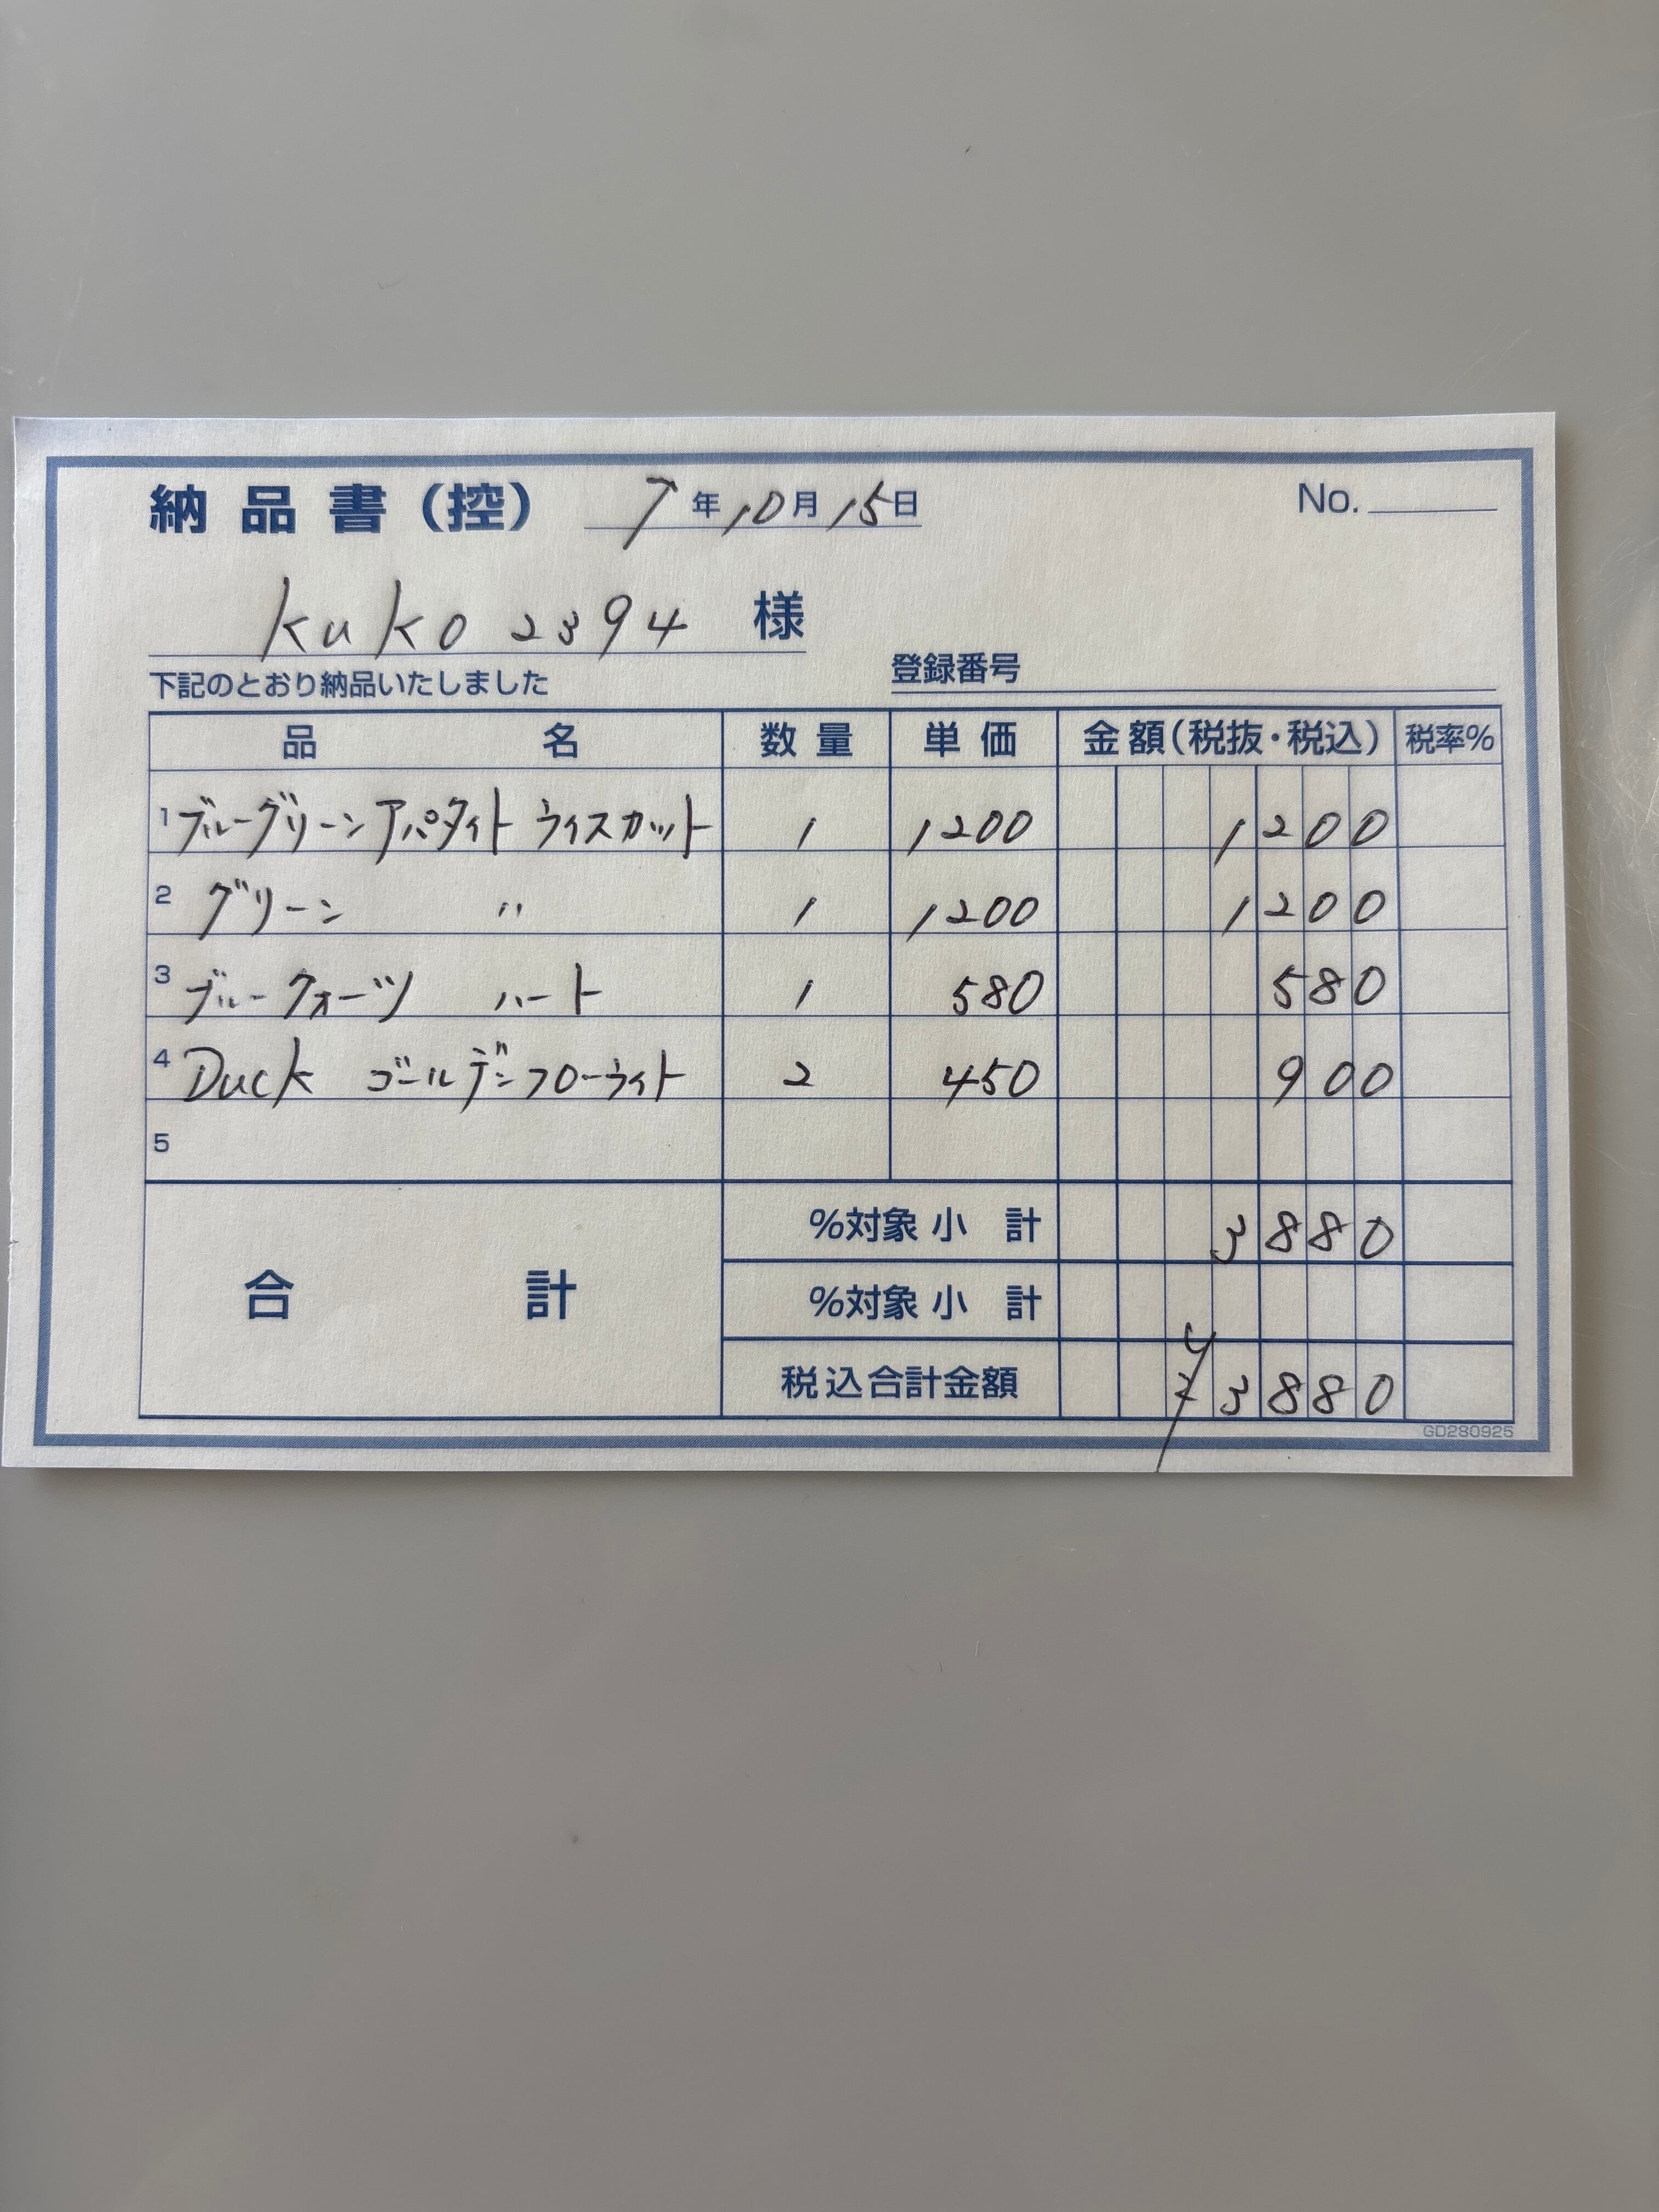 納品書(控) 7年10月15日 No.
kuko2394 様
下記のとおり納品いたしました 登録番号
品名 数量 単価 金額(税抜・税込) 税率%
1 ブルーグリーンアパタイト ライスカット 1 1200 1200
2 グリーン 〃 1 1200 1200
3 ブルークォーツ ハート 1 580 580
4 Duck ゴールデンフローライト 2 450 900
5
合計 %対象小計 3880
%対象小計
税込合計金額 ¥3880
GD280925